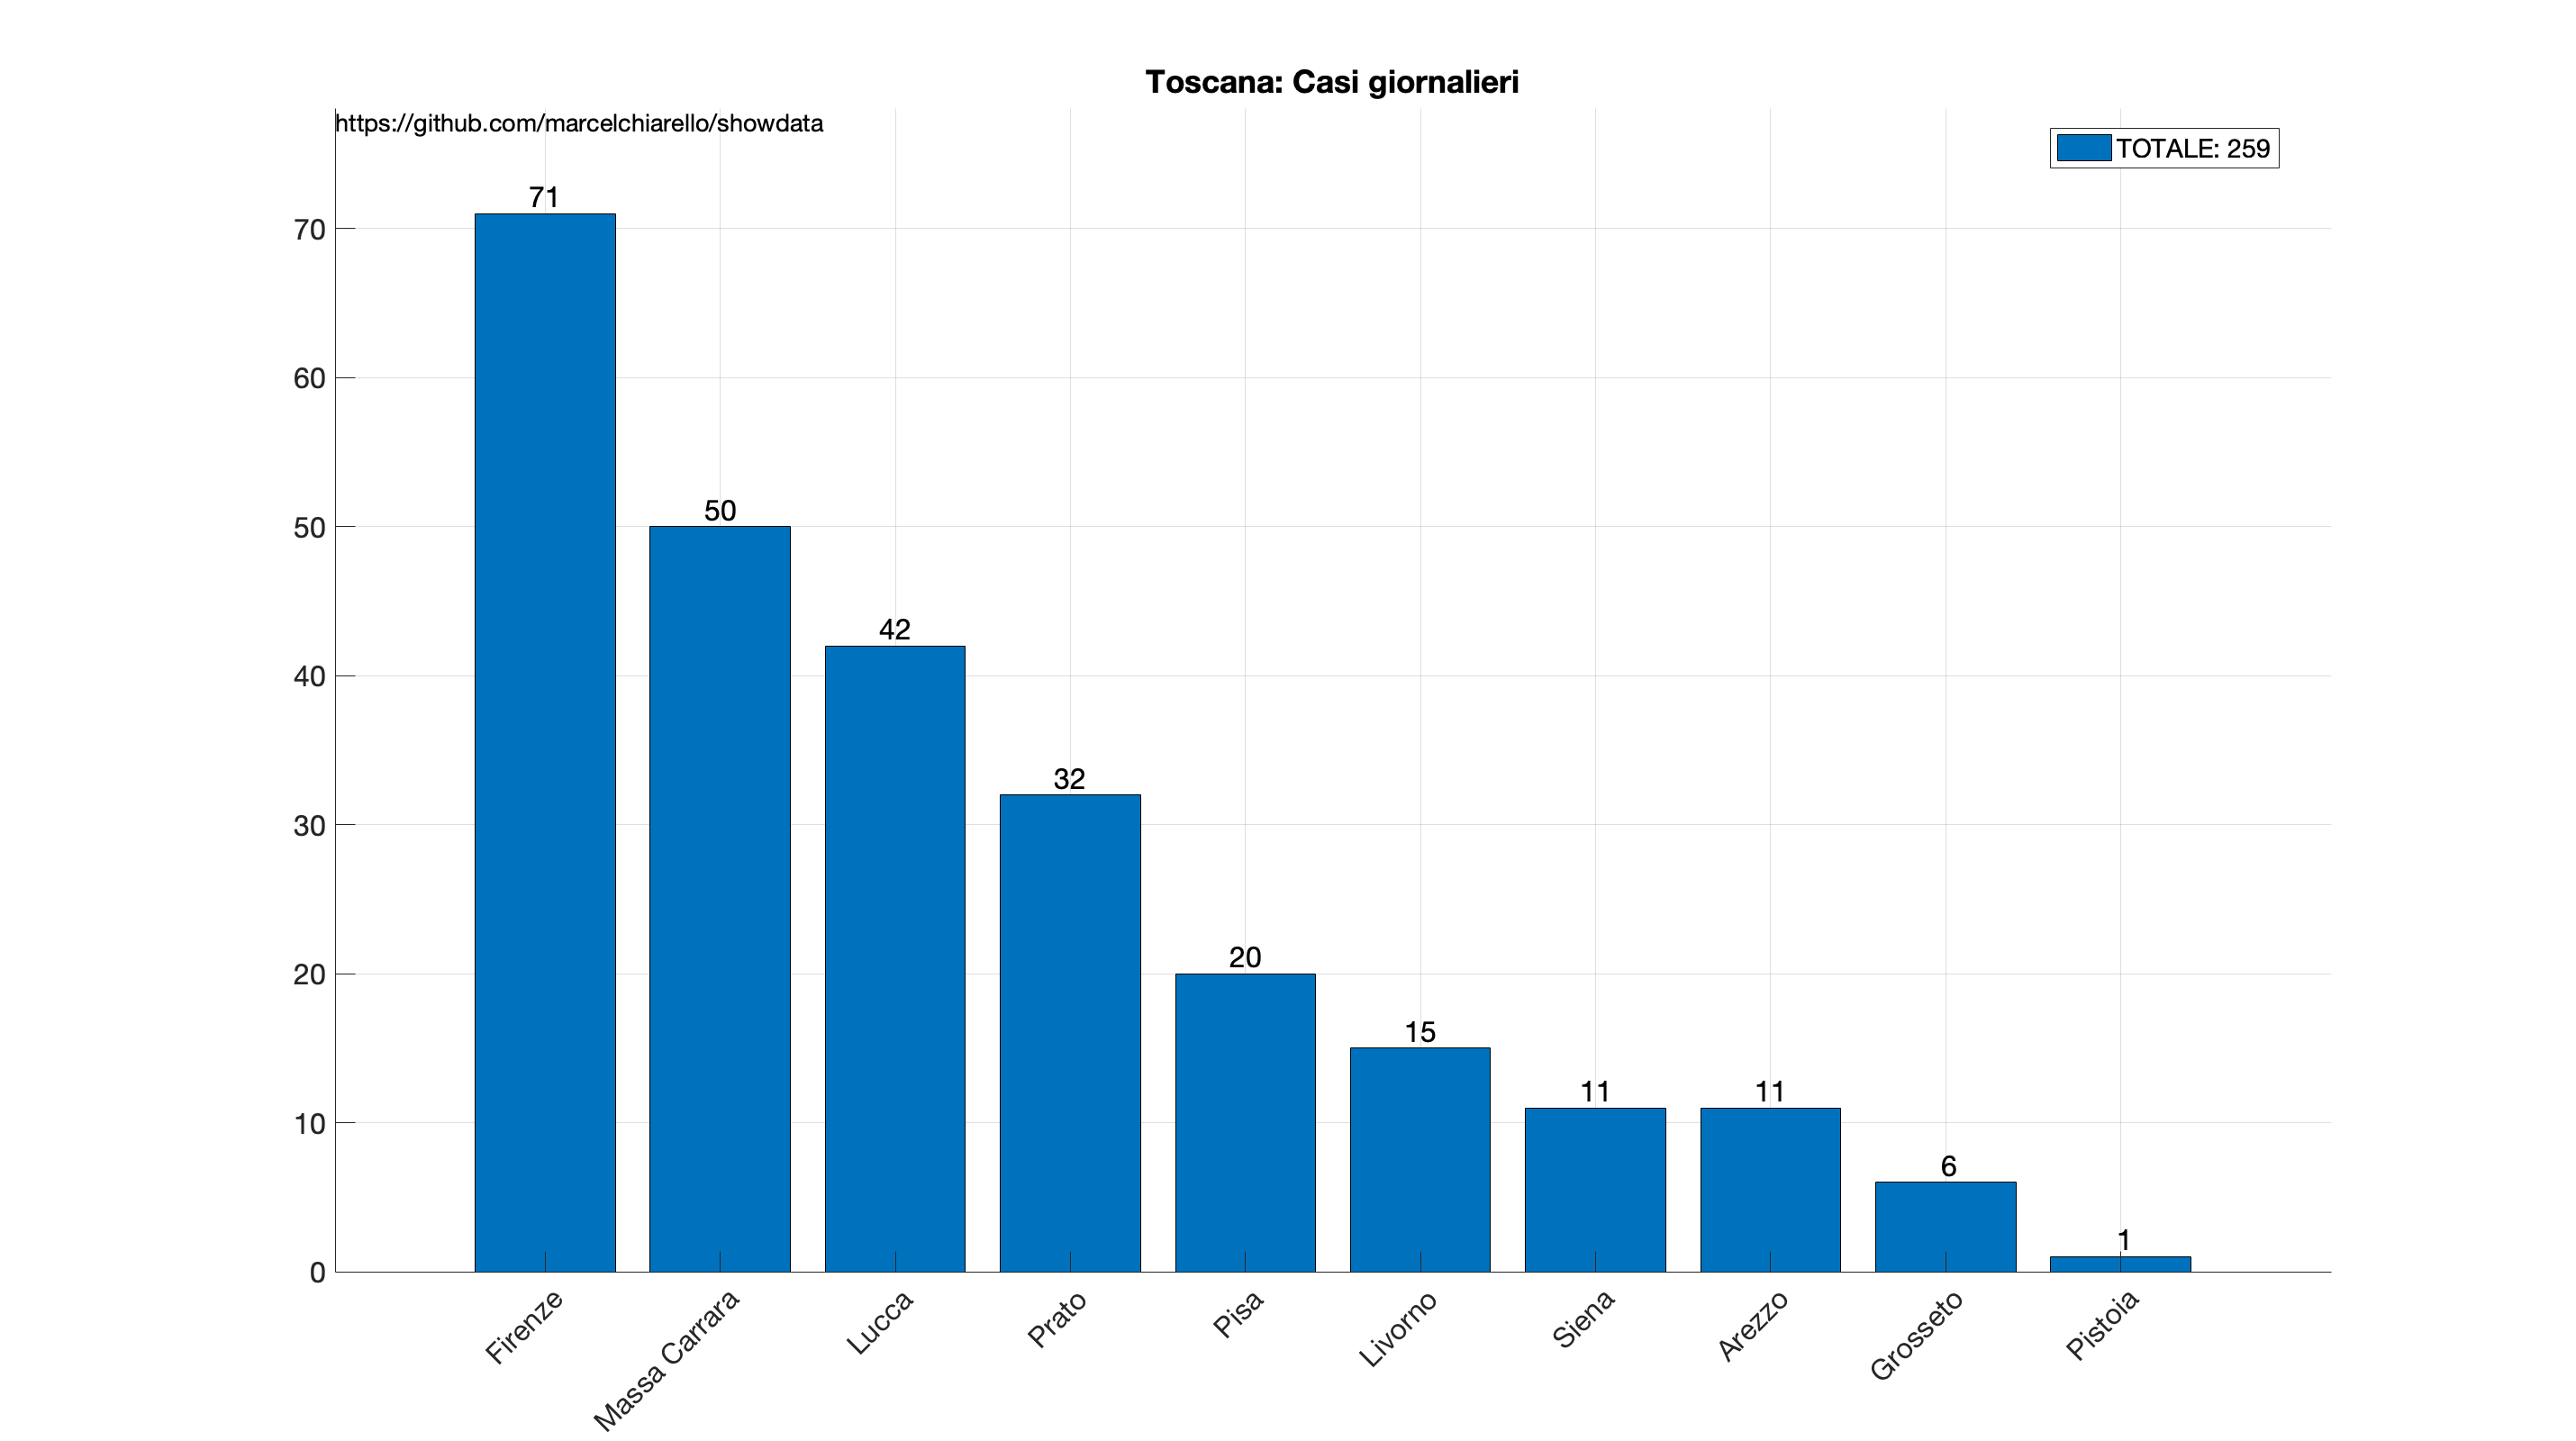 Toscana: Casi giornalieri
https://github.com/marcelchiarello/showdata
TOTALE: 259
71
50
42
32
20
15
11
11
6
1
70
60
50
40
30
20
10
0
Firenze
Massa Carrara
Lucca
Prato
Pisa
Livorno
Siena
Arezzo
Grosseto
Pistoia